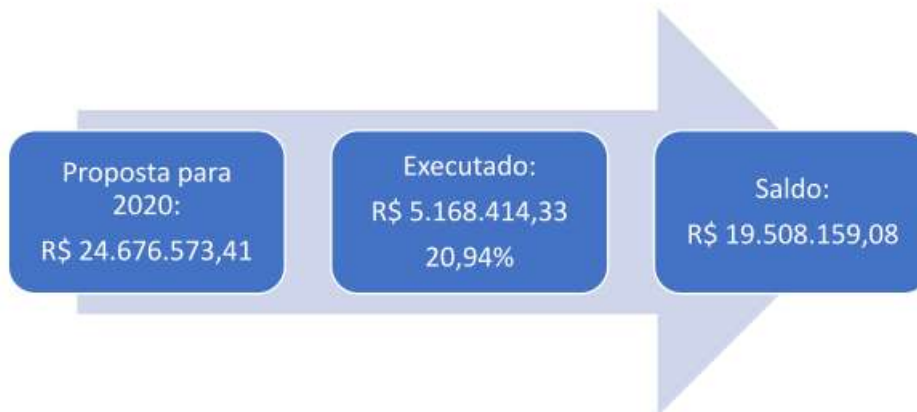 Proposta para
2020:
R$ 24.676.573,41
Executado:
R$ 5.168.414,33
20,94%
Saldo:
R$ 19.508.159,08